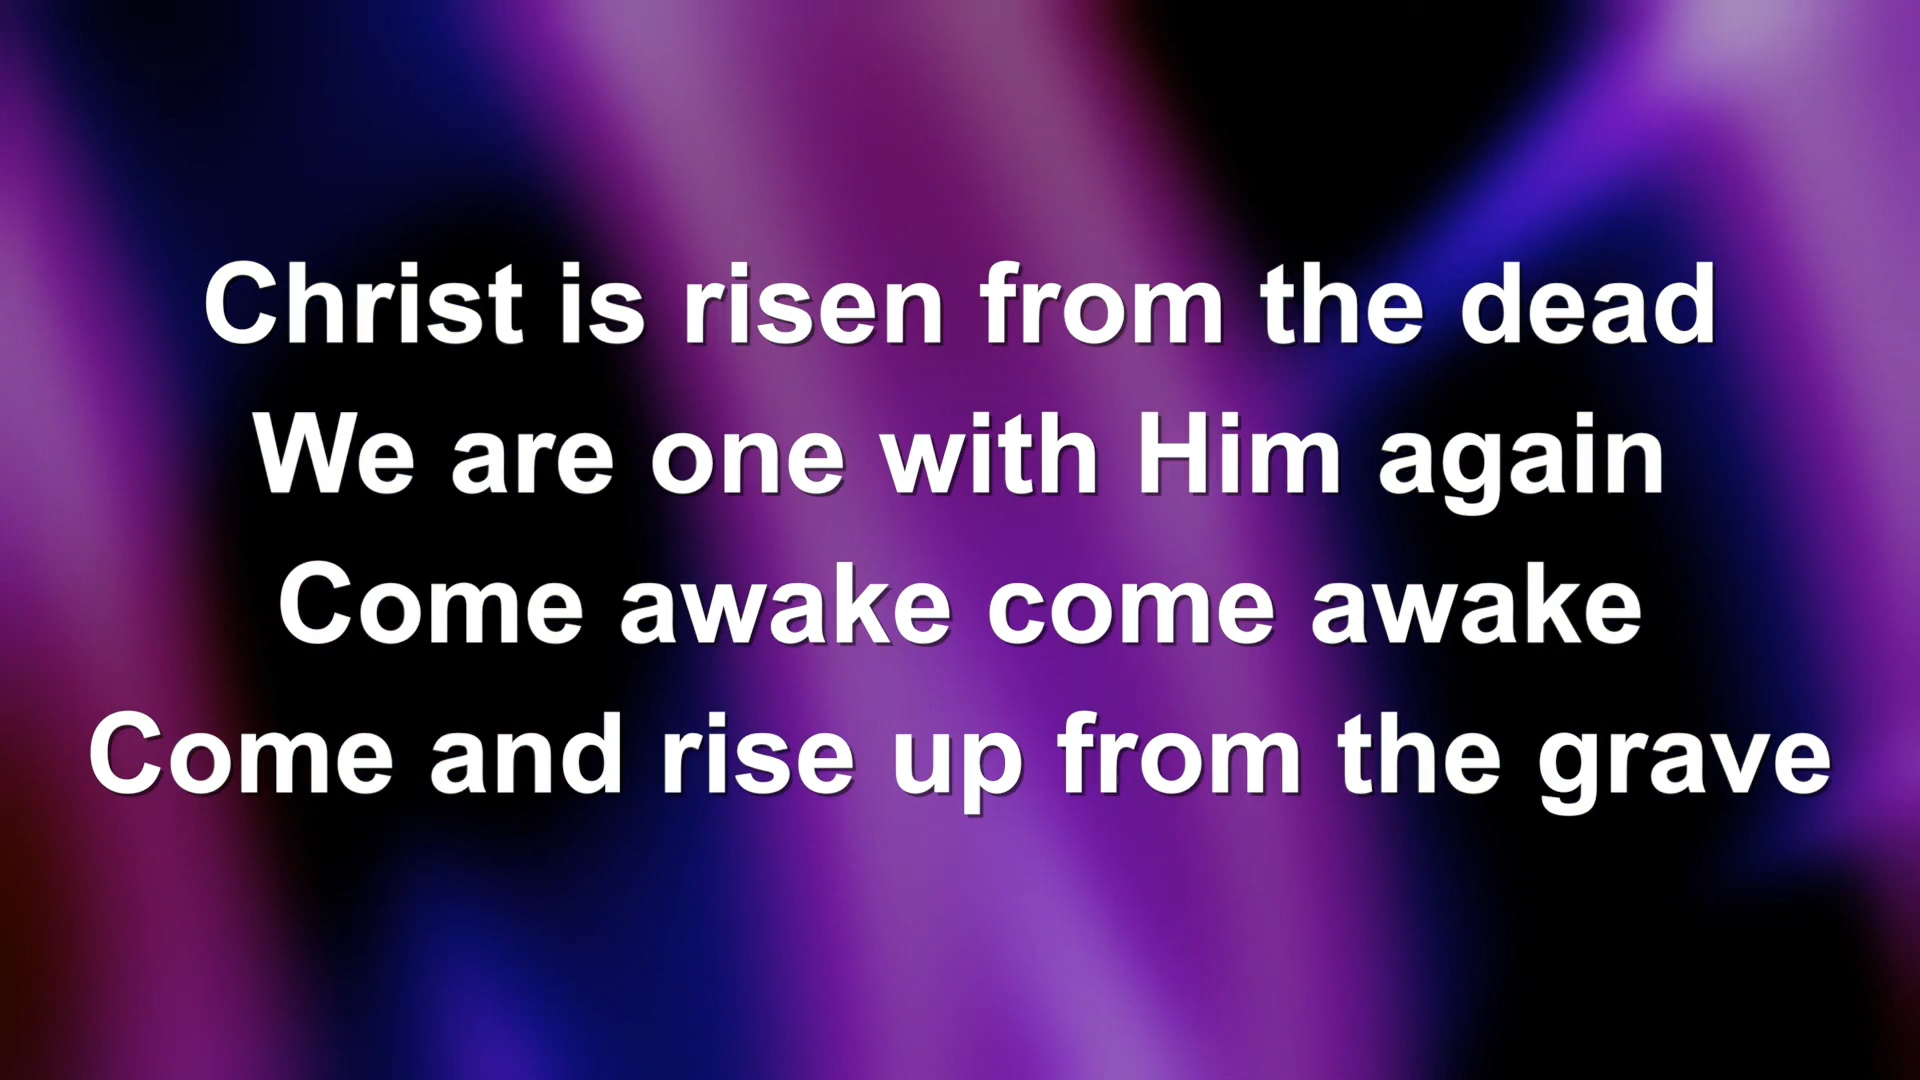 Christ is risen from the dead
We are one with Him again
Come awake come awake
Come and rise up from the grave